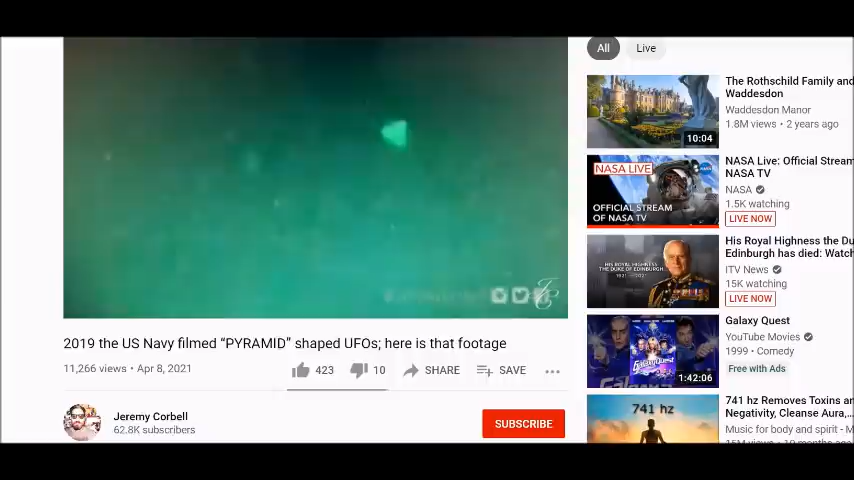 All
Live
The Rothschild Family and
Waddesdon
Waddesdon Manor
1.8M views • 2 years ago
10:04
NASA LIVE
OFFICIAL STREAM
OF NASA TV
NASA Live: Official Stream
NASA TV
NASA
1.5K watching
LIVE NOW
HIS ROYAL HIGHNESS
THE DUKE OF EDINBURGH
1921 - 2021
His Royal Highness the Du
Edinburgh has died: Watch
ITV News
15K watching
LIVE NOW
1:42:06
Galaxy Quest
YouTube Movies
1999 • Comedy
Free with Ads
741 hz
741 hz Removes Toxins an
Negativity, Cleanse Aura,...
Music for body and spirit - M
2019 the US Navy filmed “PYRAMID” shaped UFOs; here is that footage
11,266 views • Apr 8, 2021
423
10
SHARE
SAVE
Jeremy Corbell
62.8K subscribers
SUBSCRIBE